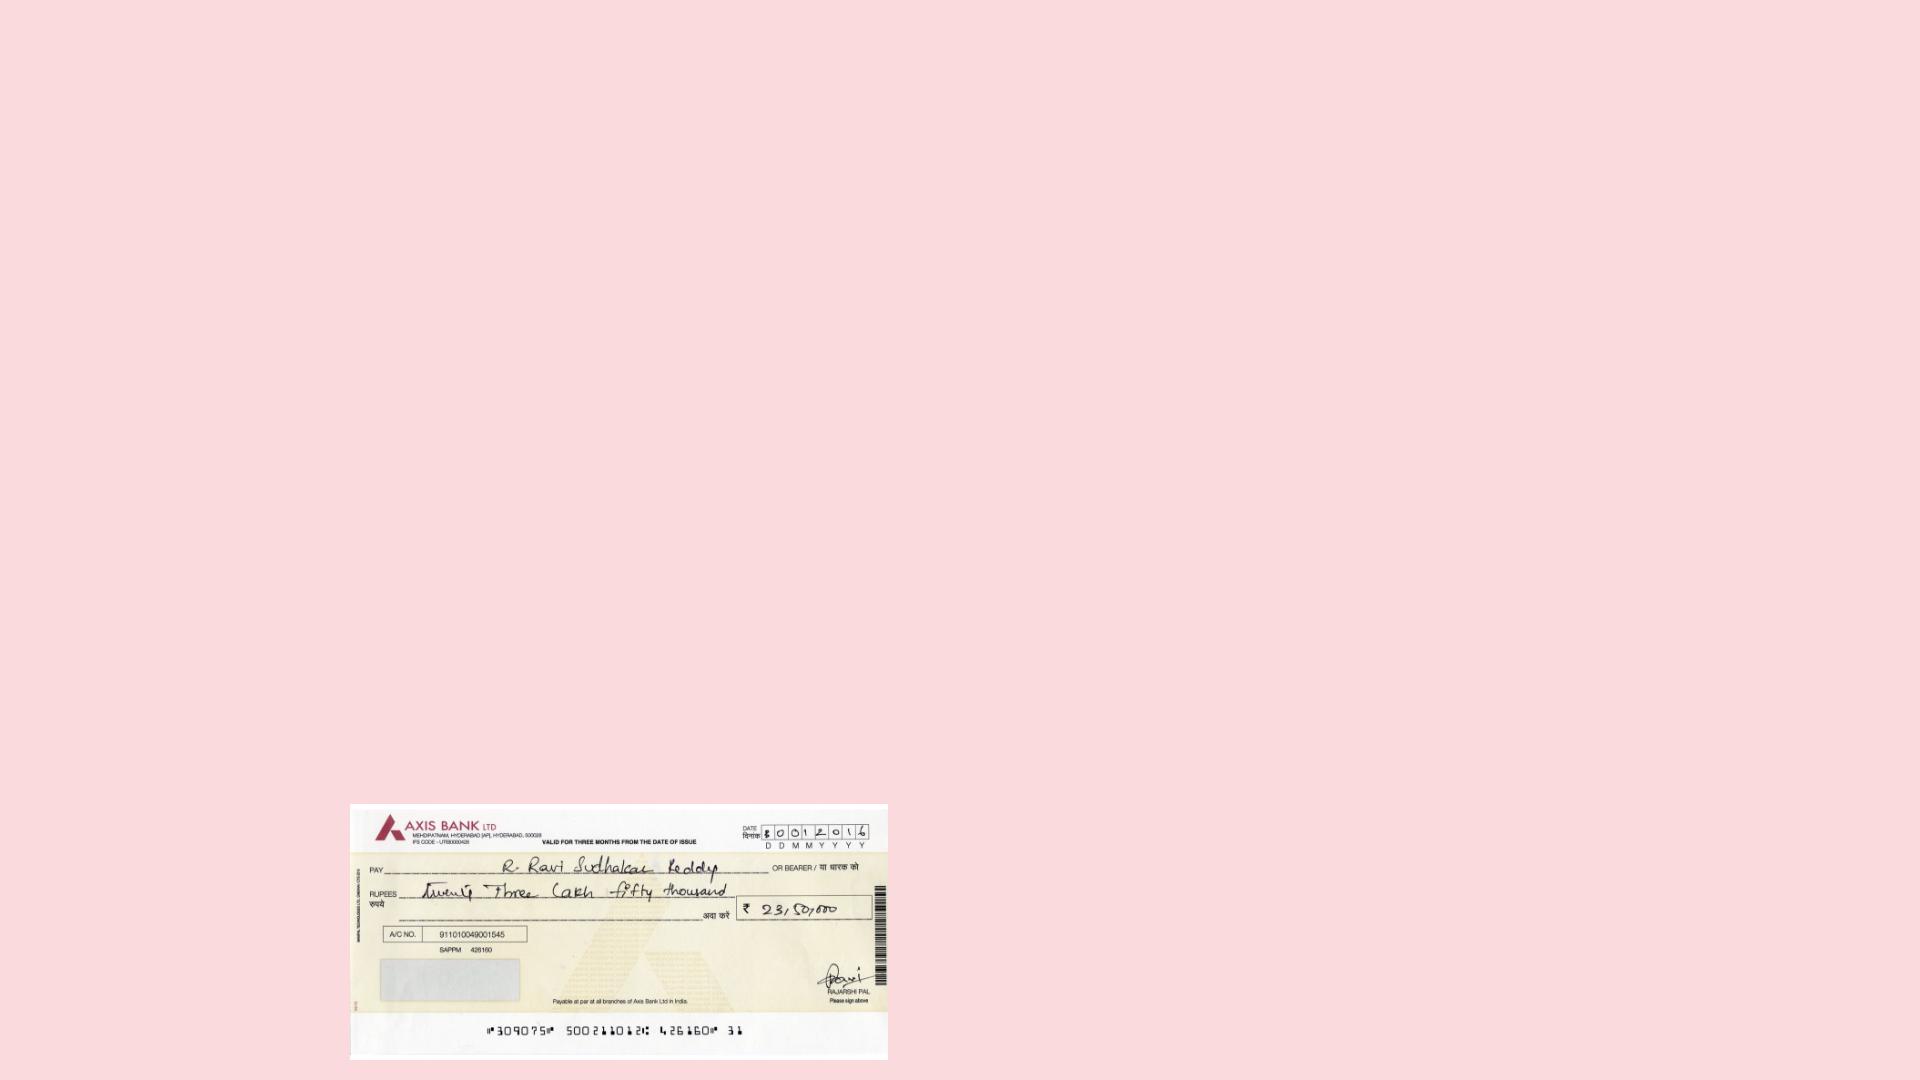 AXIS BANK LTD
MEHDIPATNAM, HYDERABAD [AP], HYDERABAD, 500028
IFS CODE - UTIB0000426
VALID FOR THREE MONTHS FROM THE DATE OF ISSUE
DATE
दिनांक 0 0 1 2 0 1 6
D D M M Y Y Y Y
PAY R. Ravi Sudhakar Reddy OR BEARER / या धारक को
RUPEES Twenty Three Lakh fifty thousand
रुपये
अदा करें ₹ 23,50,000
A/C NO. 911010049001545
SAPPM 426160
RAJARSHI PAL
Please sign above
Payable at par at all branches of Axis Bank Ltd in India.
⑈309075⑈ 500211012⑆ 426160⑈ 31